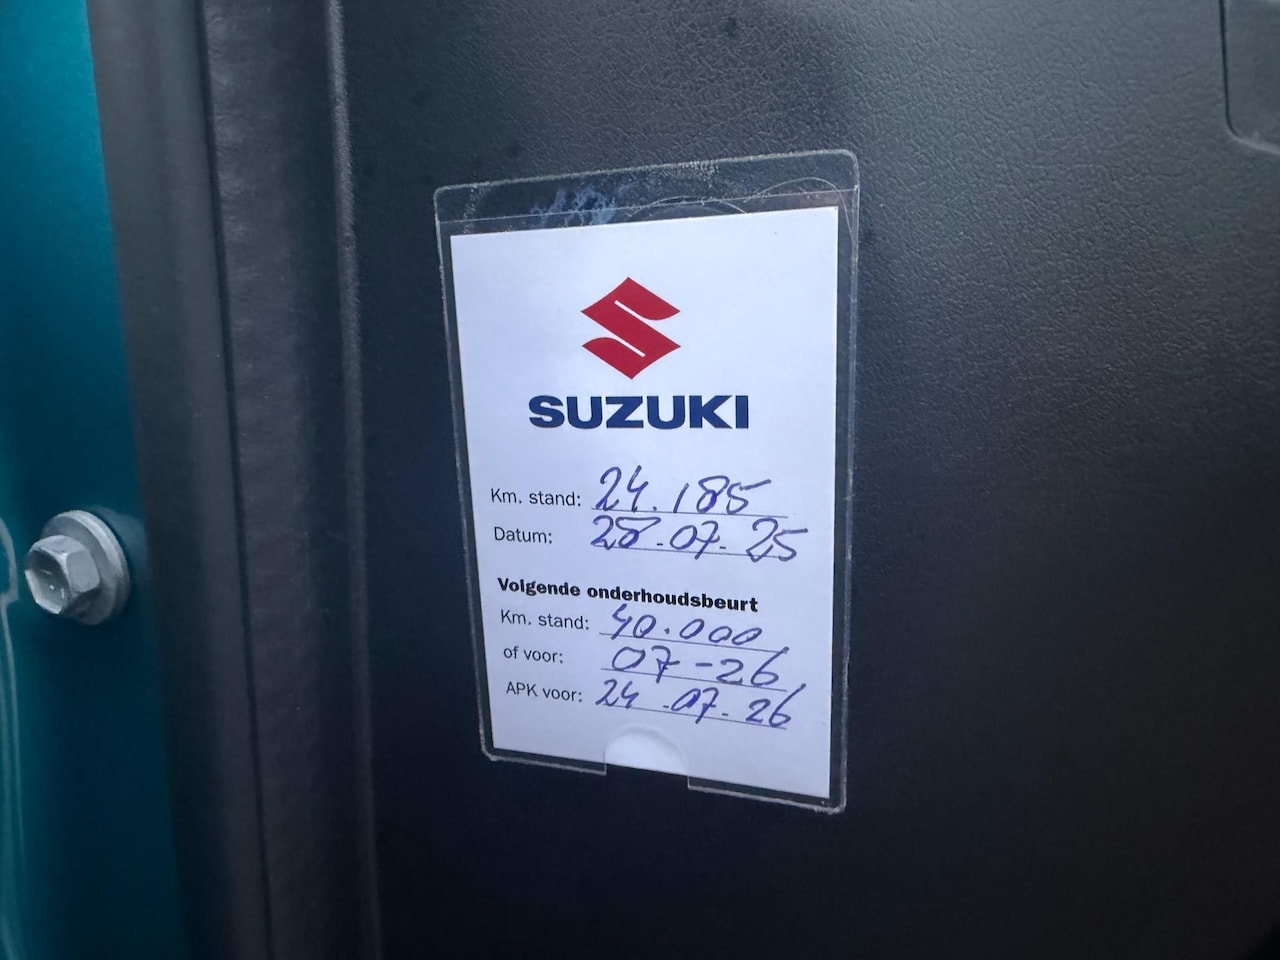 SUZUKI
Km. stand: 24.185
Datum: 28.07.25
Volgende onderhoudsbeurt
Km. stand: 40.000
of voor: 07-26
APK voor: 24.07.26